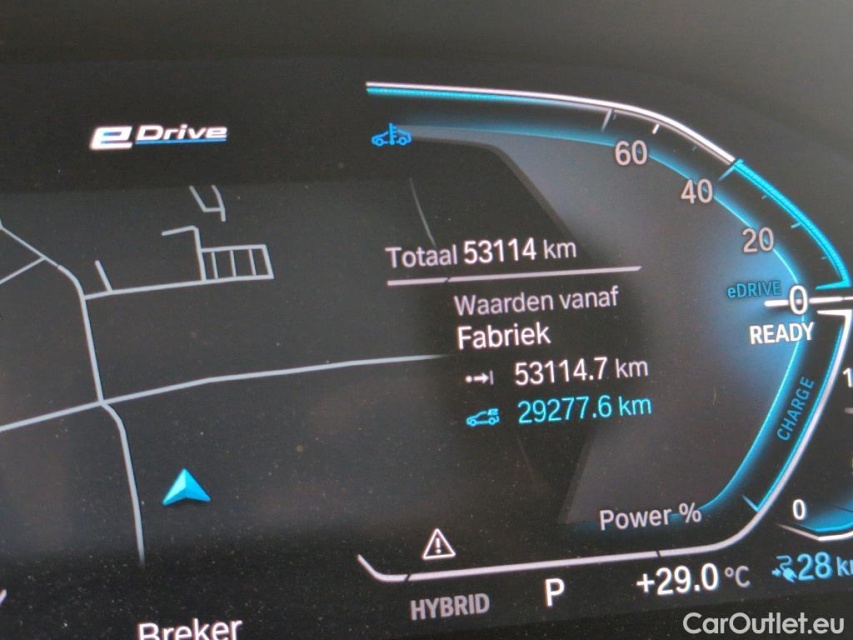 eDrive
60
40
Totaal 53114 km
20
Waarden vanaf
eDRIVE
0
Fabriek
READY
53114.7 km
29277.6 km
CHARGE
0
Power %
+29.0 °C
28
HYBRID
P
Breker
CarOutlet.eu